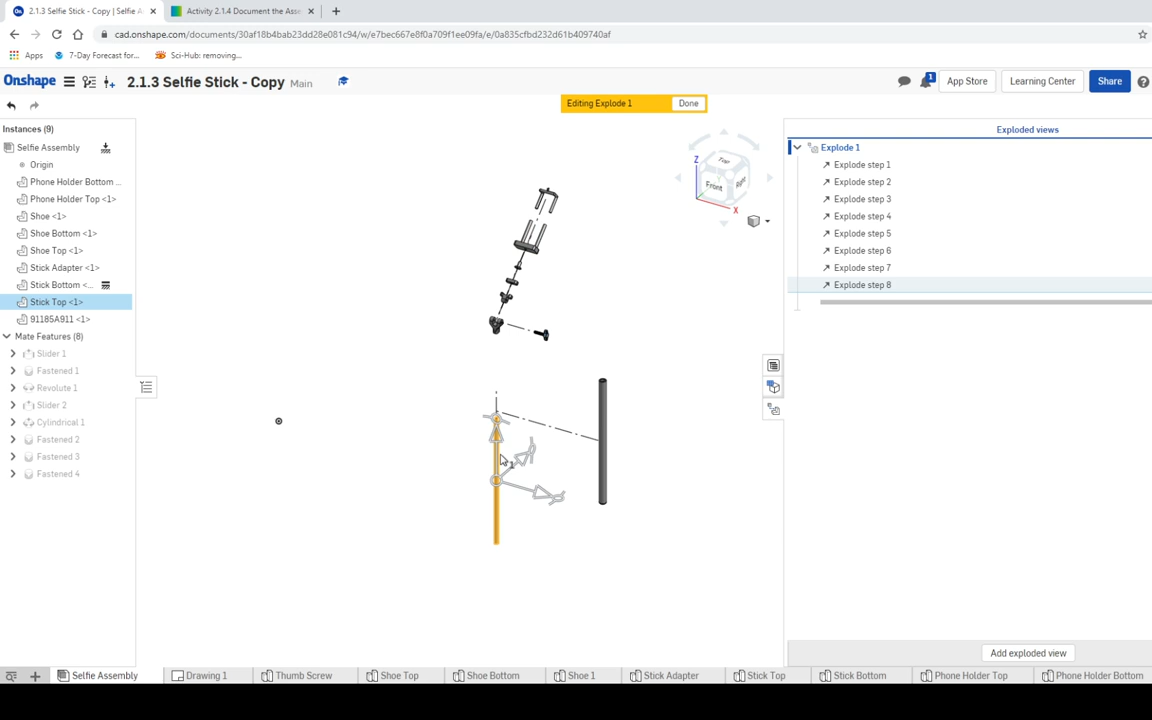 2.1.3 Selfie Stick - Copy | Selfie A
Activity 2.1.4 Document the Asse
cad.onshape.com/documents/30af18b4bab23dd28e081c94/w/e7bec667e8f0a709f1ee09fa/e/0a835cfbd232d61b409740af
Apps 7-Day Forecast for... Sci-Hub: removing...
Onshape 2.1.3 Selfie Stick - Copy Main 1 App Store Learning Center Share
Editing Explode 1 Done
Instances (9)
Selfie Assembly
Origin
Phone Holder Bottom ...
Phone Holder Top <1>
Shoe <1>
Shoe Bottom <1>
Shoe Top <1>
Stick Adapter <1>
Stick Bottom <...
Stick Top <1>
91185A911 <1>
Mate Features (8)
Slider 1
Fastened 1
Revolute 1
Slider 2
Cylindrical 1
Fastened 2
Fastened 3
Fastened 4
Z
Top
Front
Right
X
1
Exploded views
Explode 1
Explode step 1
Explode step 2
Explode step 3
Explode step 4
Explode step 5
Explode step 6
Explode step 7
Explode step 8
Add exploded view
Selfie Assembly Drawing 1 Thumb Screw Shoe Top Shoe Bottom Shoe 1 Stick Adapter Stick Top Stick Bottom Phone Holder Top Phone Holder Bottom